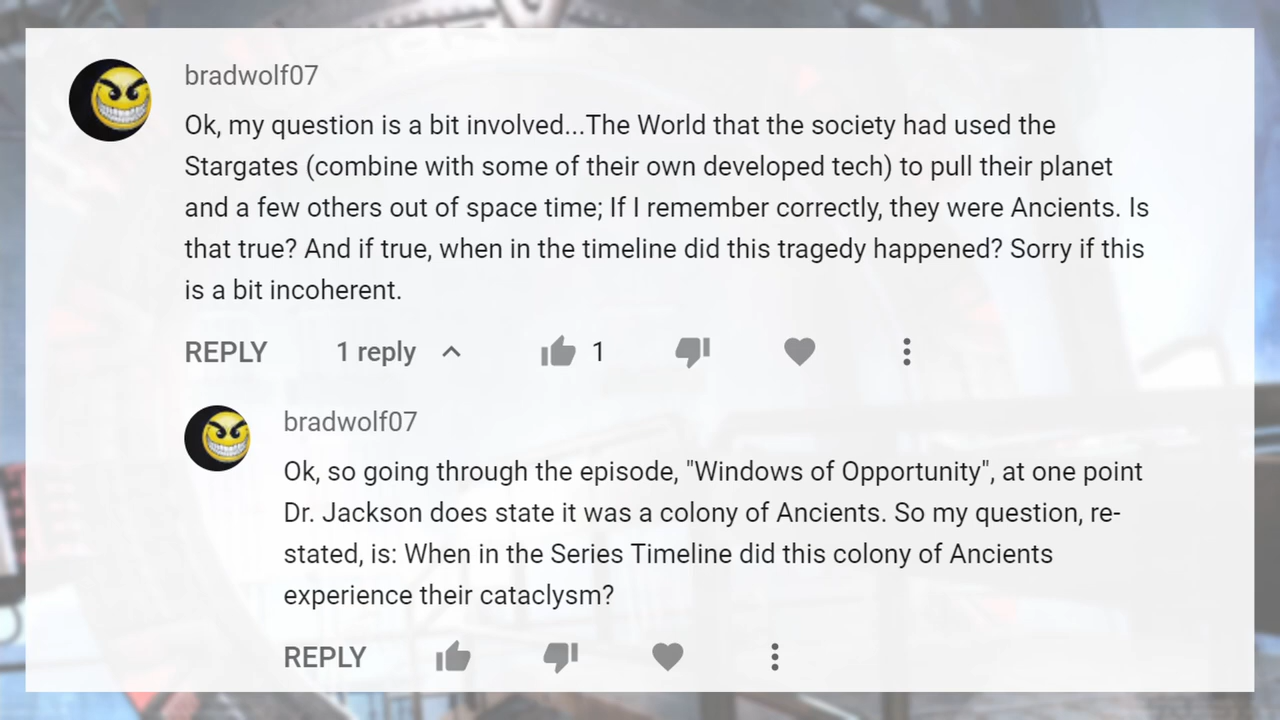 bradwolf07
Ok, my question is a bit involved...The World that the society had used the
Stargates (combine with some of their own developed tech) to pull their planet
and a few others out of space time; If I remember correctly, they were Ancients. Is
that true? And if true, when in the timeline did this tragedy happened? Sorry if this
is a bit incoherent.
REPLY 1 reply 1
bradwolf07
Ok, so going through the episode, "Windows of Opportunity", at one point
Dr. Jackson does state it was a colony of Ancients. So my question, re-
stated, is: When in the Series Timeline did this colony of Ancients
experience their cataclysm?
REPLY